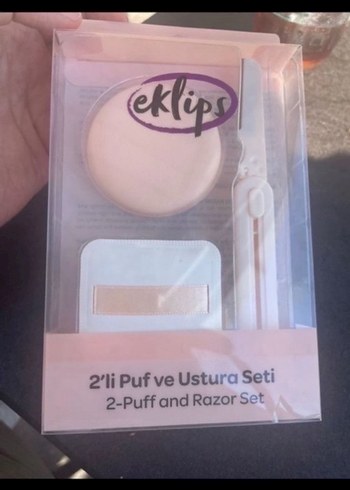 eklips
2'li Puf ve Ustura Seti
2-Puff and Razor Set